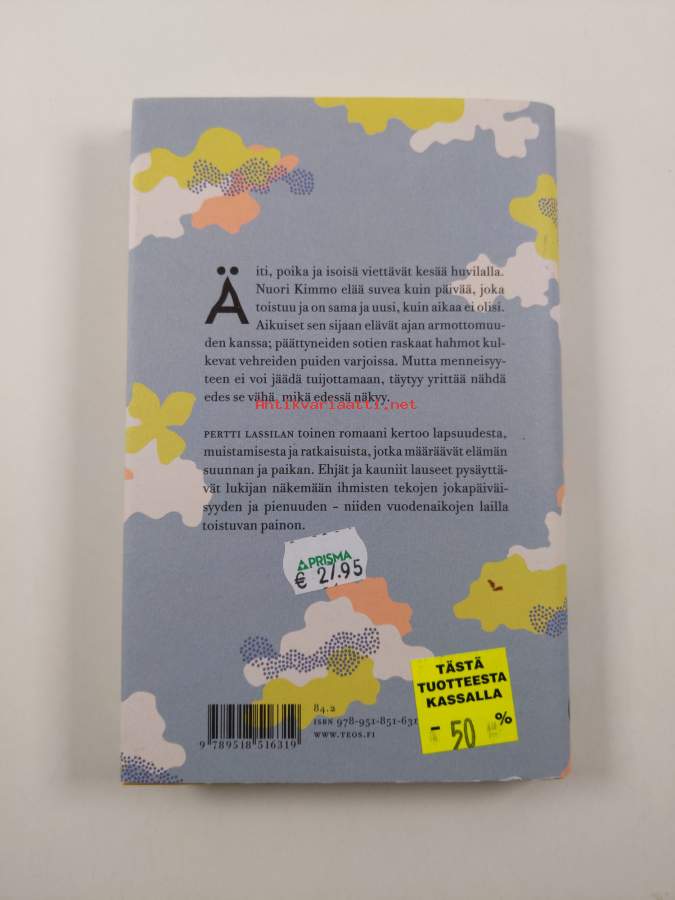 Äiti, poika ja isoisä viettävät kesää huvilalla.
Nuori Kimmo elää suvea kuin päivää, joka
toistuu ja on sama ja uusi, kuin aikaa ei olisi.
Aikuiset sen sijaan elävät ajan armottomuu-
den kanssa; päättyneiden sotien raskaat hahmot kul-
kevat vehreiden puiden varjoissa. Mutta menneisyy-
teen ei voi jäädä tuijottamaan, täytyy yrittää nähdä
edes se vähä, mikä edessä näkyy.
Antikvariaatti.net
PERTTI LASSILAN toinen romaani kertoo lapsuudesta,
muistamisesta ja ratkaisuista, jotka määräävät elämän
suunnan ja paikan. Ehjät ja kauniit lauseet pysäyttä-
vät lukijan näkemään ihmisten tekojen jokapäiväi-
syyden ja pienuuden – niiden vuodenaikojen lailla
toistuvan painon.
PRISMA
€ 27.95
TÄSTÄ
TUOTTEESTA
KASSALLA
- 50 %
84.2
ISBN 978-951-851-631
WWW.TEOS.FI
9 789518 516319